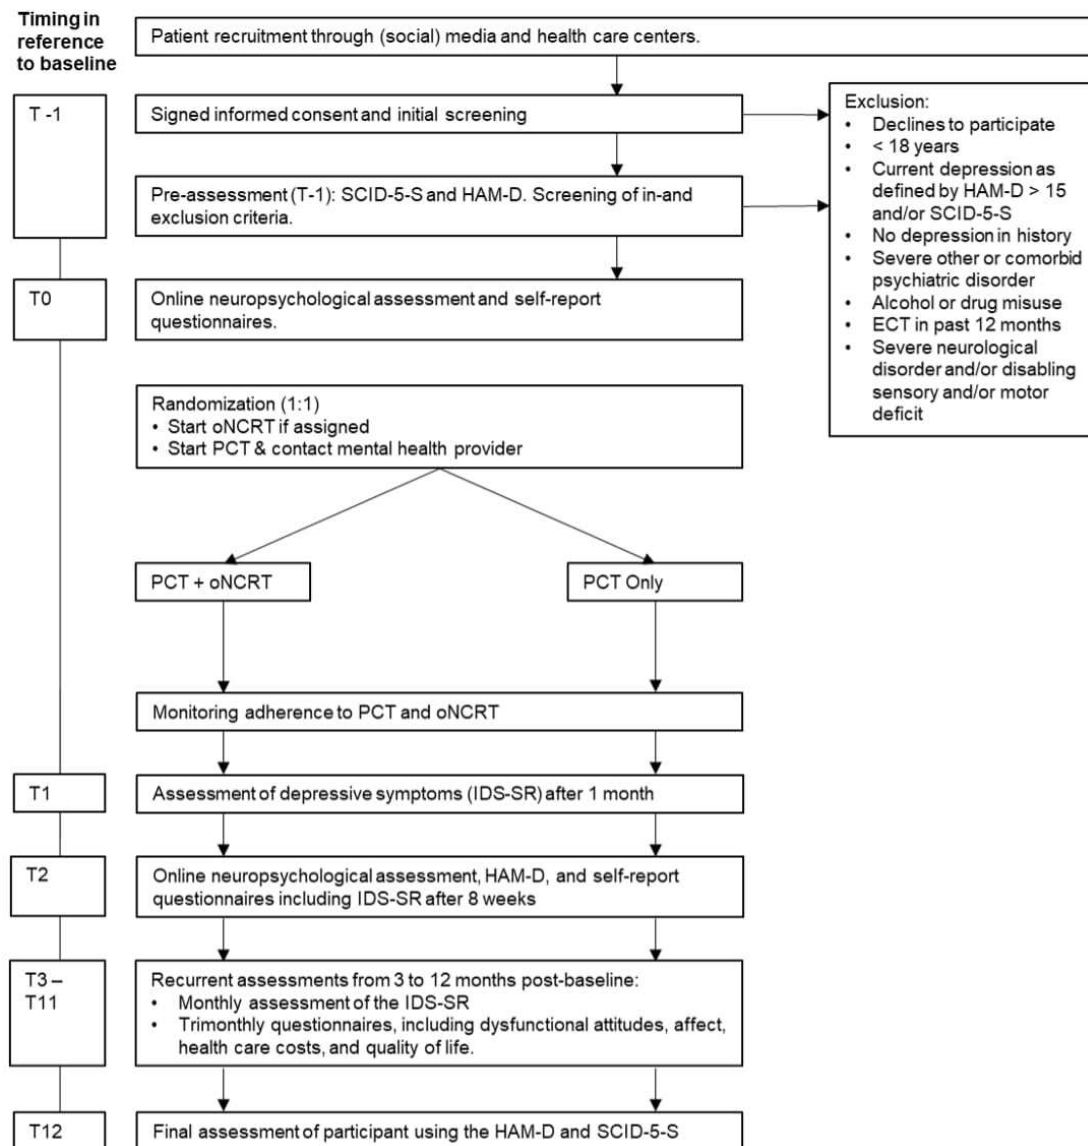 Timing in
reference
to baseline
Patient recruitment through (social) media and health care centers.
T -1
Signed informed consent and initial screening
Exclusion:
• Declines to participate
• < 18 years
• Current depression as
defined by HAM-D > 15
and/or SCID-5-S
• No depression in history
• Severe other or comorbid
psychiatric disorder
• Alcohol or drug misuse
• ECT in past 12 months
• Severe neurological
disorder and/or disabling
sensory and/or motor
deficit
Pre-assessment (T-1): SCID-5-S and HAM-D. Screening of in-and
exclusion criteria.
T0
Online neuropsychological assessment and self-report
questionnaires.
Randomization (1:1)
• Start oNCRT if assigned
• Start PCT & contact mental health provider
PCT + oNCRT
PCT Only
Monitoring adherence to PCT and oNCRT
T1
Assessment of depressive symptoms (IDS-SR) after 1 month
T2
Online neuropsychological assessment, HAM-D, and self-report
questionnaires including IDS-SR after 8 weeks
T3 –
T11
Recurrent assessments from 3 to 12 months post-baseline:
• Monthly assessment of the IDS-SR
• Trimonthly questionnaires, including dysfunctional attitudes, affect,
health care costs, and quality of life.
T12
Final assessment of participant using the HAM-D and SCID-5-S